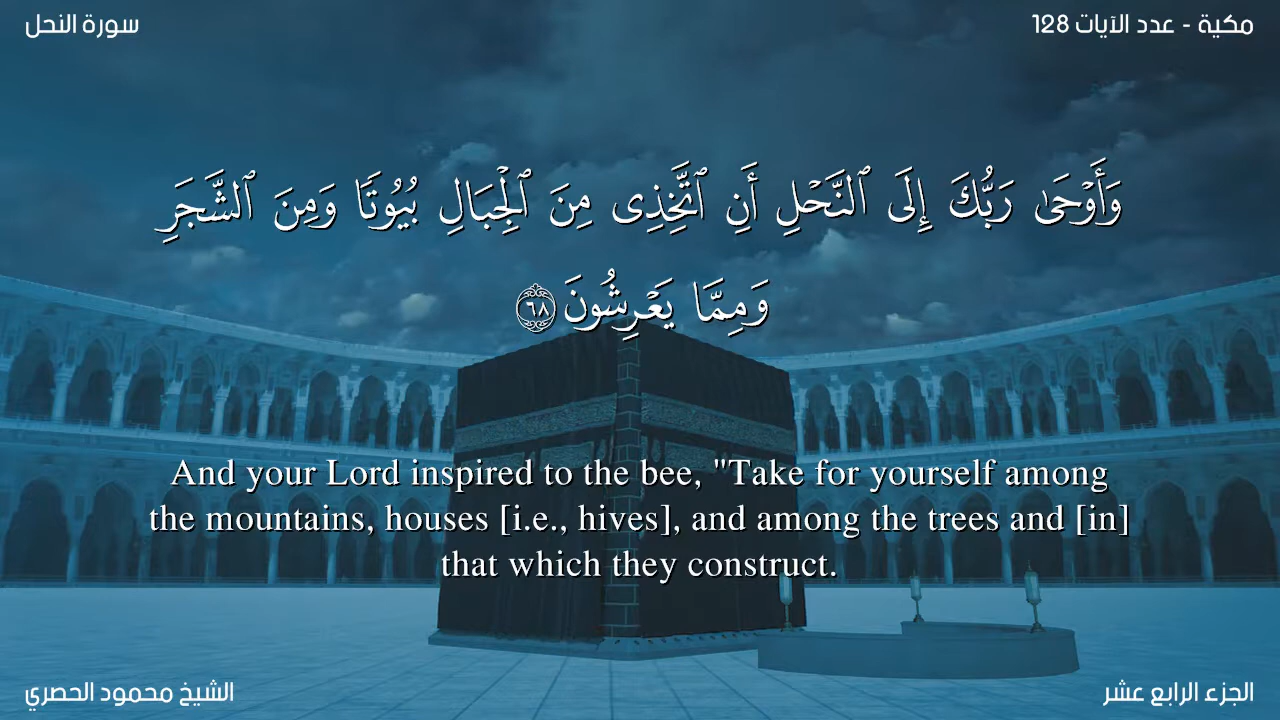 سورة النحل
مكية - عدد الآيات 128
وَأَوْحَىٰ رَبُّكَ إِلَى ٱلنَّحْلِ أَنِ ٱتَّخِذِى مِنَ ٱلْجِبَالِ بُيُوتًا وَمِنَ ٱلشَّجَرِ
وَمِمَّا يَعْرِشُونَ ٦٨
And your Lord inspired to the bee, "Take for yourself among
the mountains, houses [i.e., hives], and among the trees and [in]
that which they construct.
الشيخ محمود الحصري
الجزء الرابع عشر